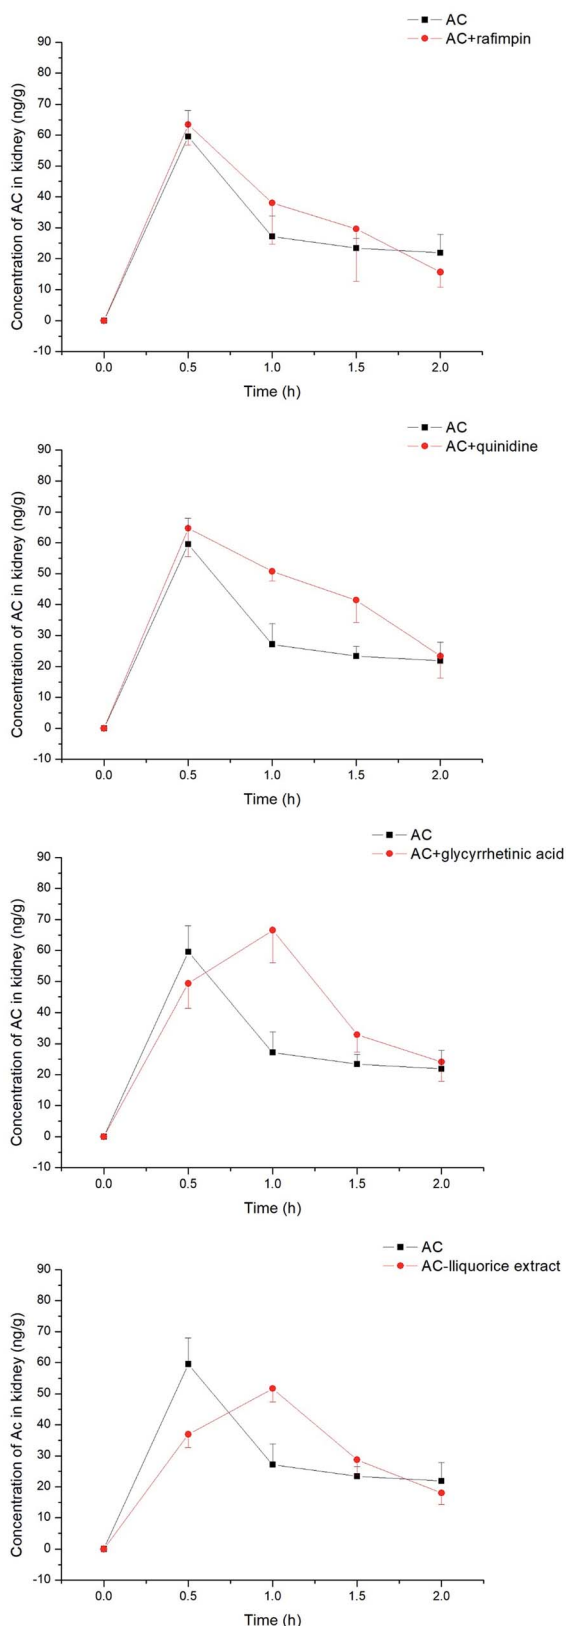 AC
AC+rafimpin
Concentration of AC in kidney (ng/g)
90
80
70
60
50
40
30
20
10
0
-10
0.0 0.5 1.0 1.5 2.0
Time (h)
AC
AC+quinidine
Concentration of AC in kidney (ng/g)
90
80
70
60
50
40
30
20
10
0
-10
0.0 0.5 1.0 1.5 2.0
Time (h)
AC
AC+glycyrrhetinic acid
Concentration of AC in kidney (ng/g)
90
80
70
60
50
40
30
20
10
0
-10
0.0 0.5 1.0 1.5 2.0
Time (h)
AC
AC-lliquorice extract
Concentration of Ac in kidney (ng/g)
90
80
70
60
50
40
30
20
10
0
-10
0.0 0.5 1.0 1.5 2.0
Time (h)